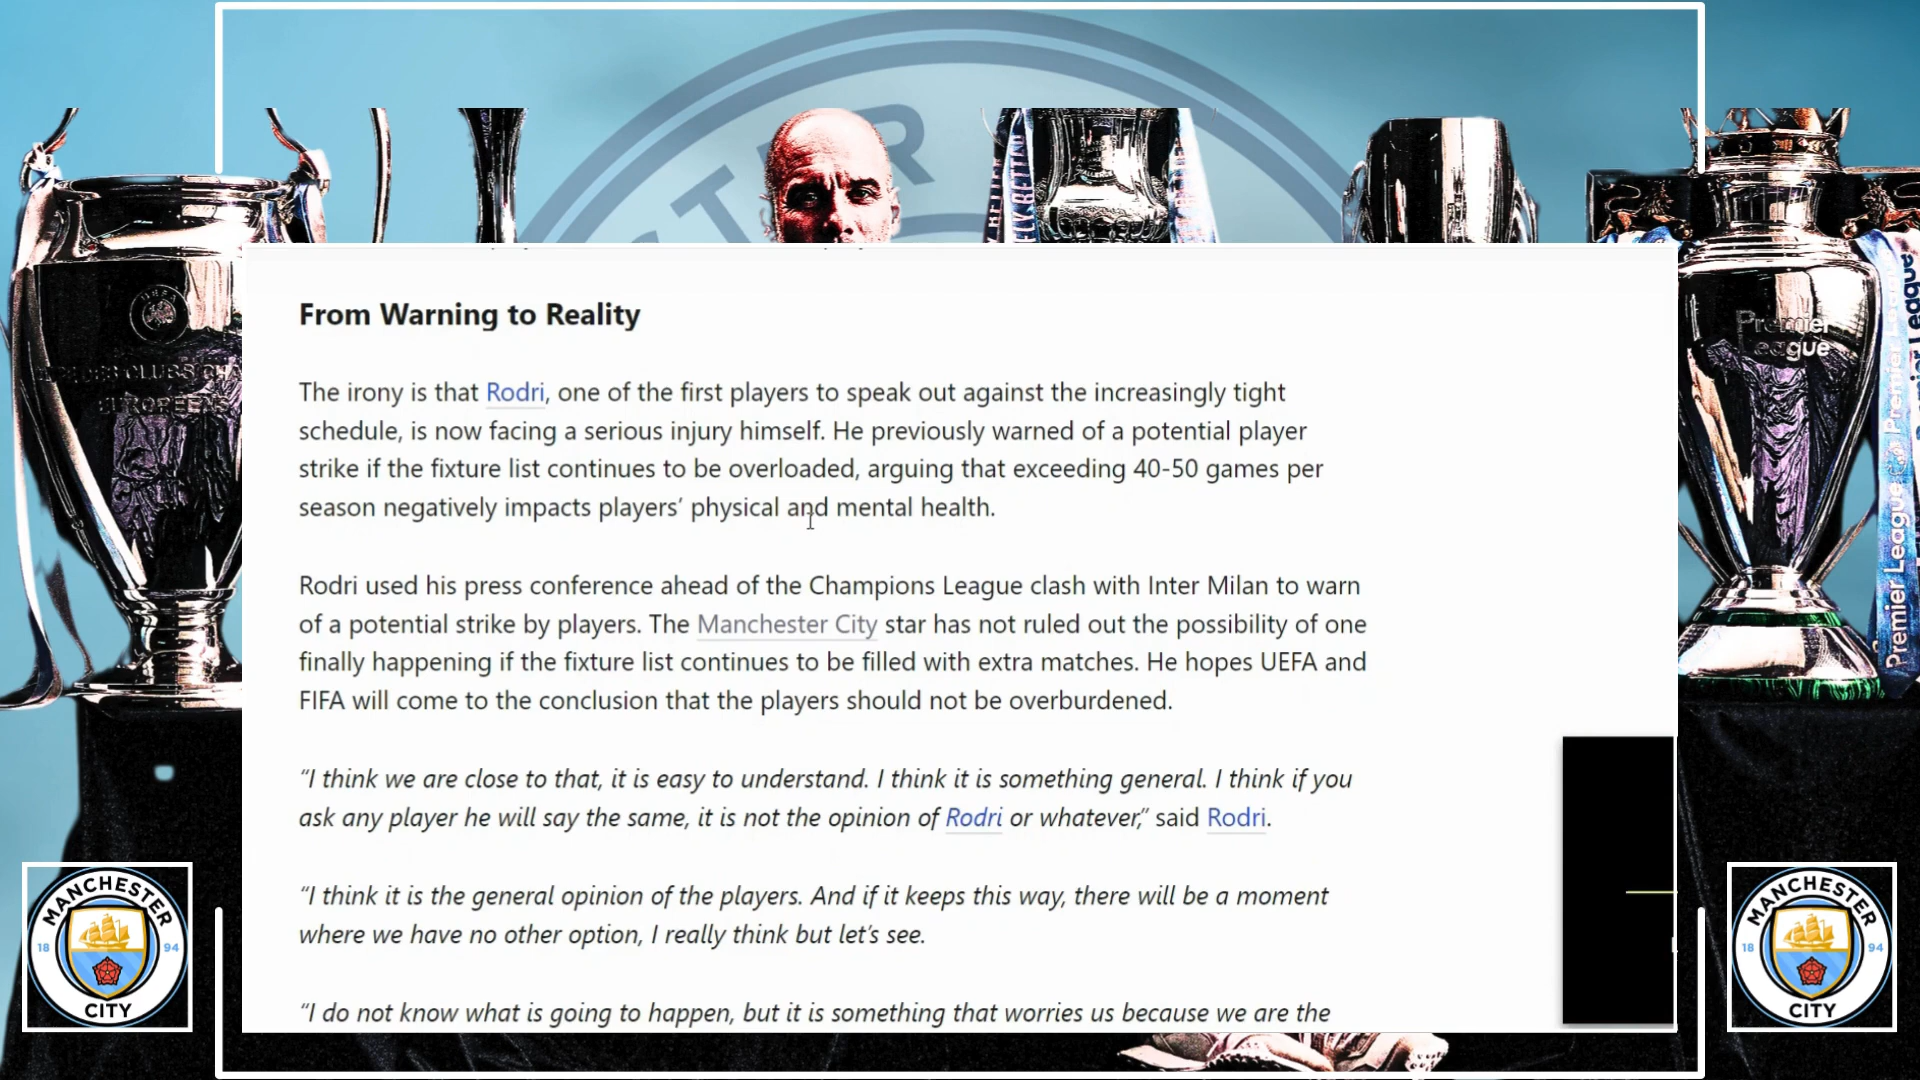 From Warning to Reality
The irony is that Rodri, one of the first players to speak out against the increasingly tight
schedule, is now facing a serious injury himself. He previously warned of a potential player
strike if the fixture list continues to be overloaded, arguing that exceeding 40-50 games per
season negatively impacts players’ physical and mental health.
Rodri used his press conference ahead of the Champions League clash with Inter Milan to warn
of a potential strike by players. The Manchester City star has not ruled out the possibility of one
finally happening if the fixture list continues to be filled with extra matches. He hopes UEFA and
FIFA will come to the conclusion that the players should not be overburdened.
“I think we are close to that, it is easy to understand. I think it is something general. I think if you
ask any player he will say the same, it is not the opinion of Rodri or whatever,” said Rodri.
“I think it is the general opinion of the players. And if it keeps this way, there will be a moment
where we have no other option, I really think but let’s see.
“I do not know what is going to happen, but it is something that worries us because we are the
Premier
League
Premier League
MANCHESTER
18 94
CITY
MANCHESTER
18 94
CITY